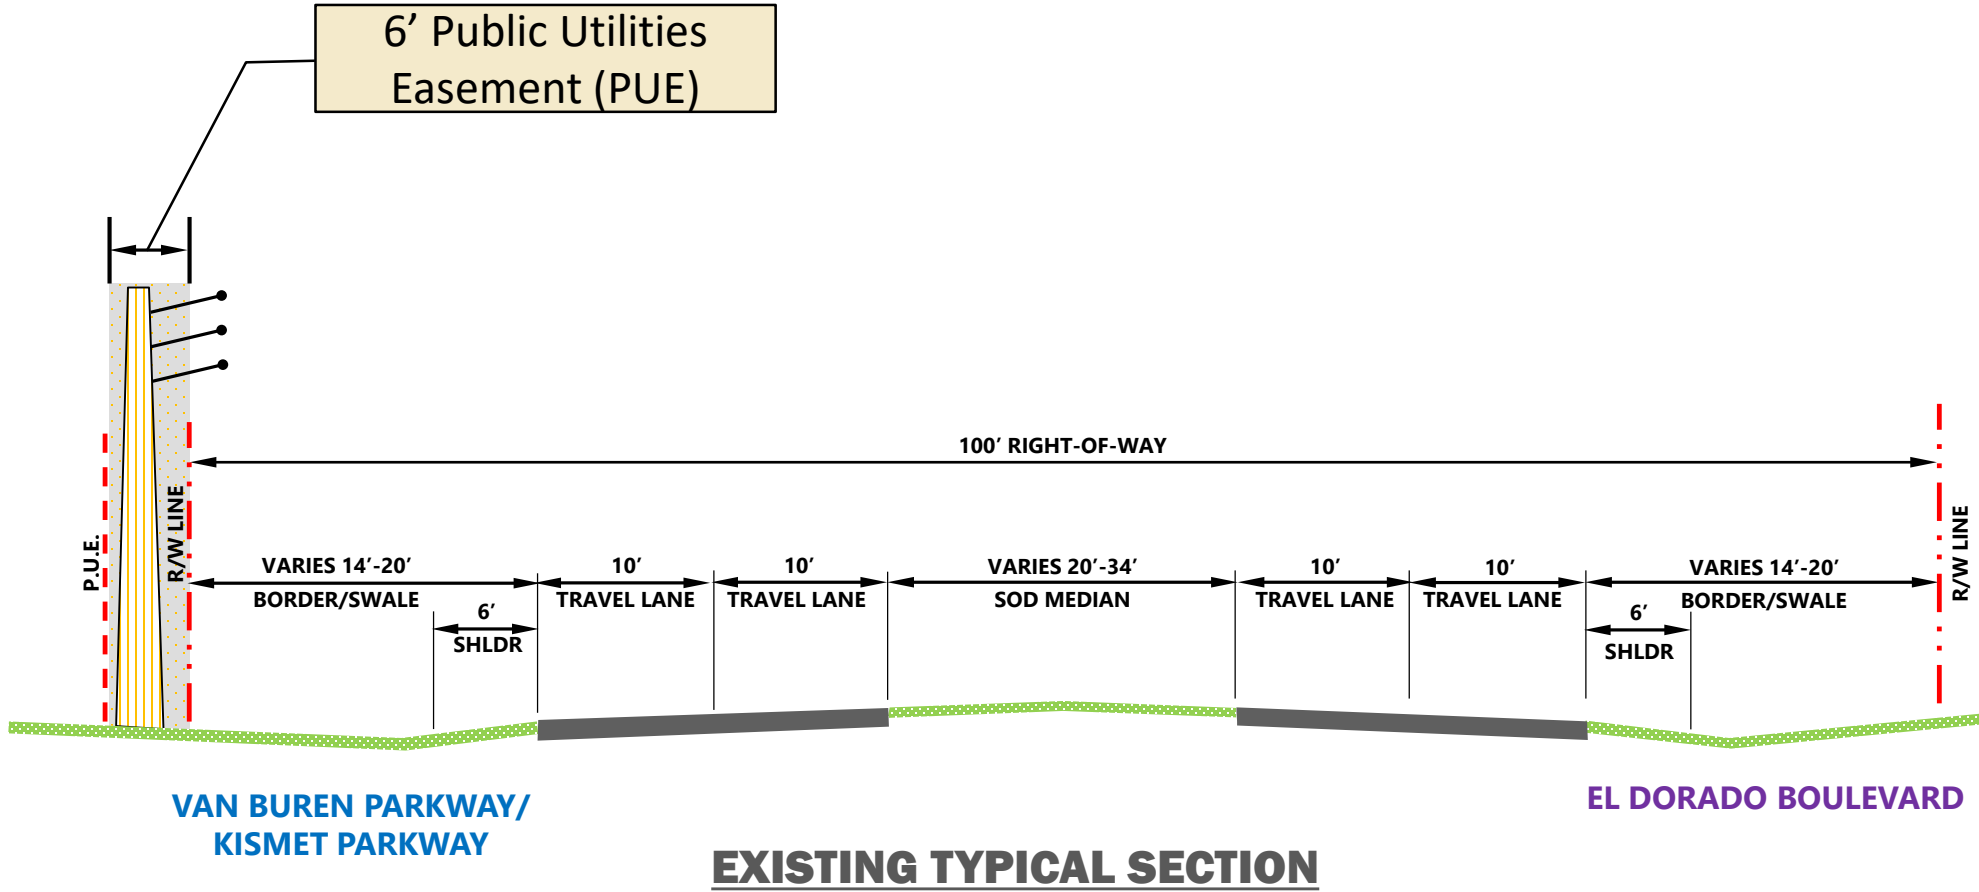 6’ Public Utilities
Easement (PUE)
100’ RIGHT-OF-WAY
P.U.E.
R/W LINE
R/W LINE
VARIES 14’-20’
BORDER/SWALE
6’
SHLDR
10’
TRAVEL LANE
10’
TRAVEL LANE
VARIES 20’-34’
SOD MEDIAN
10’
TRAVEL LANE
10’
TRAVEL LANE
VARIES 14’-20’
BORDER/SWALE
6’
SHLDR
VAN BUREN PARKWAY/
KISMET PARKWAY
EL DORADO BOULEVARD
EXISTING TYPICAL SECTION